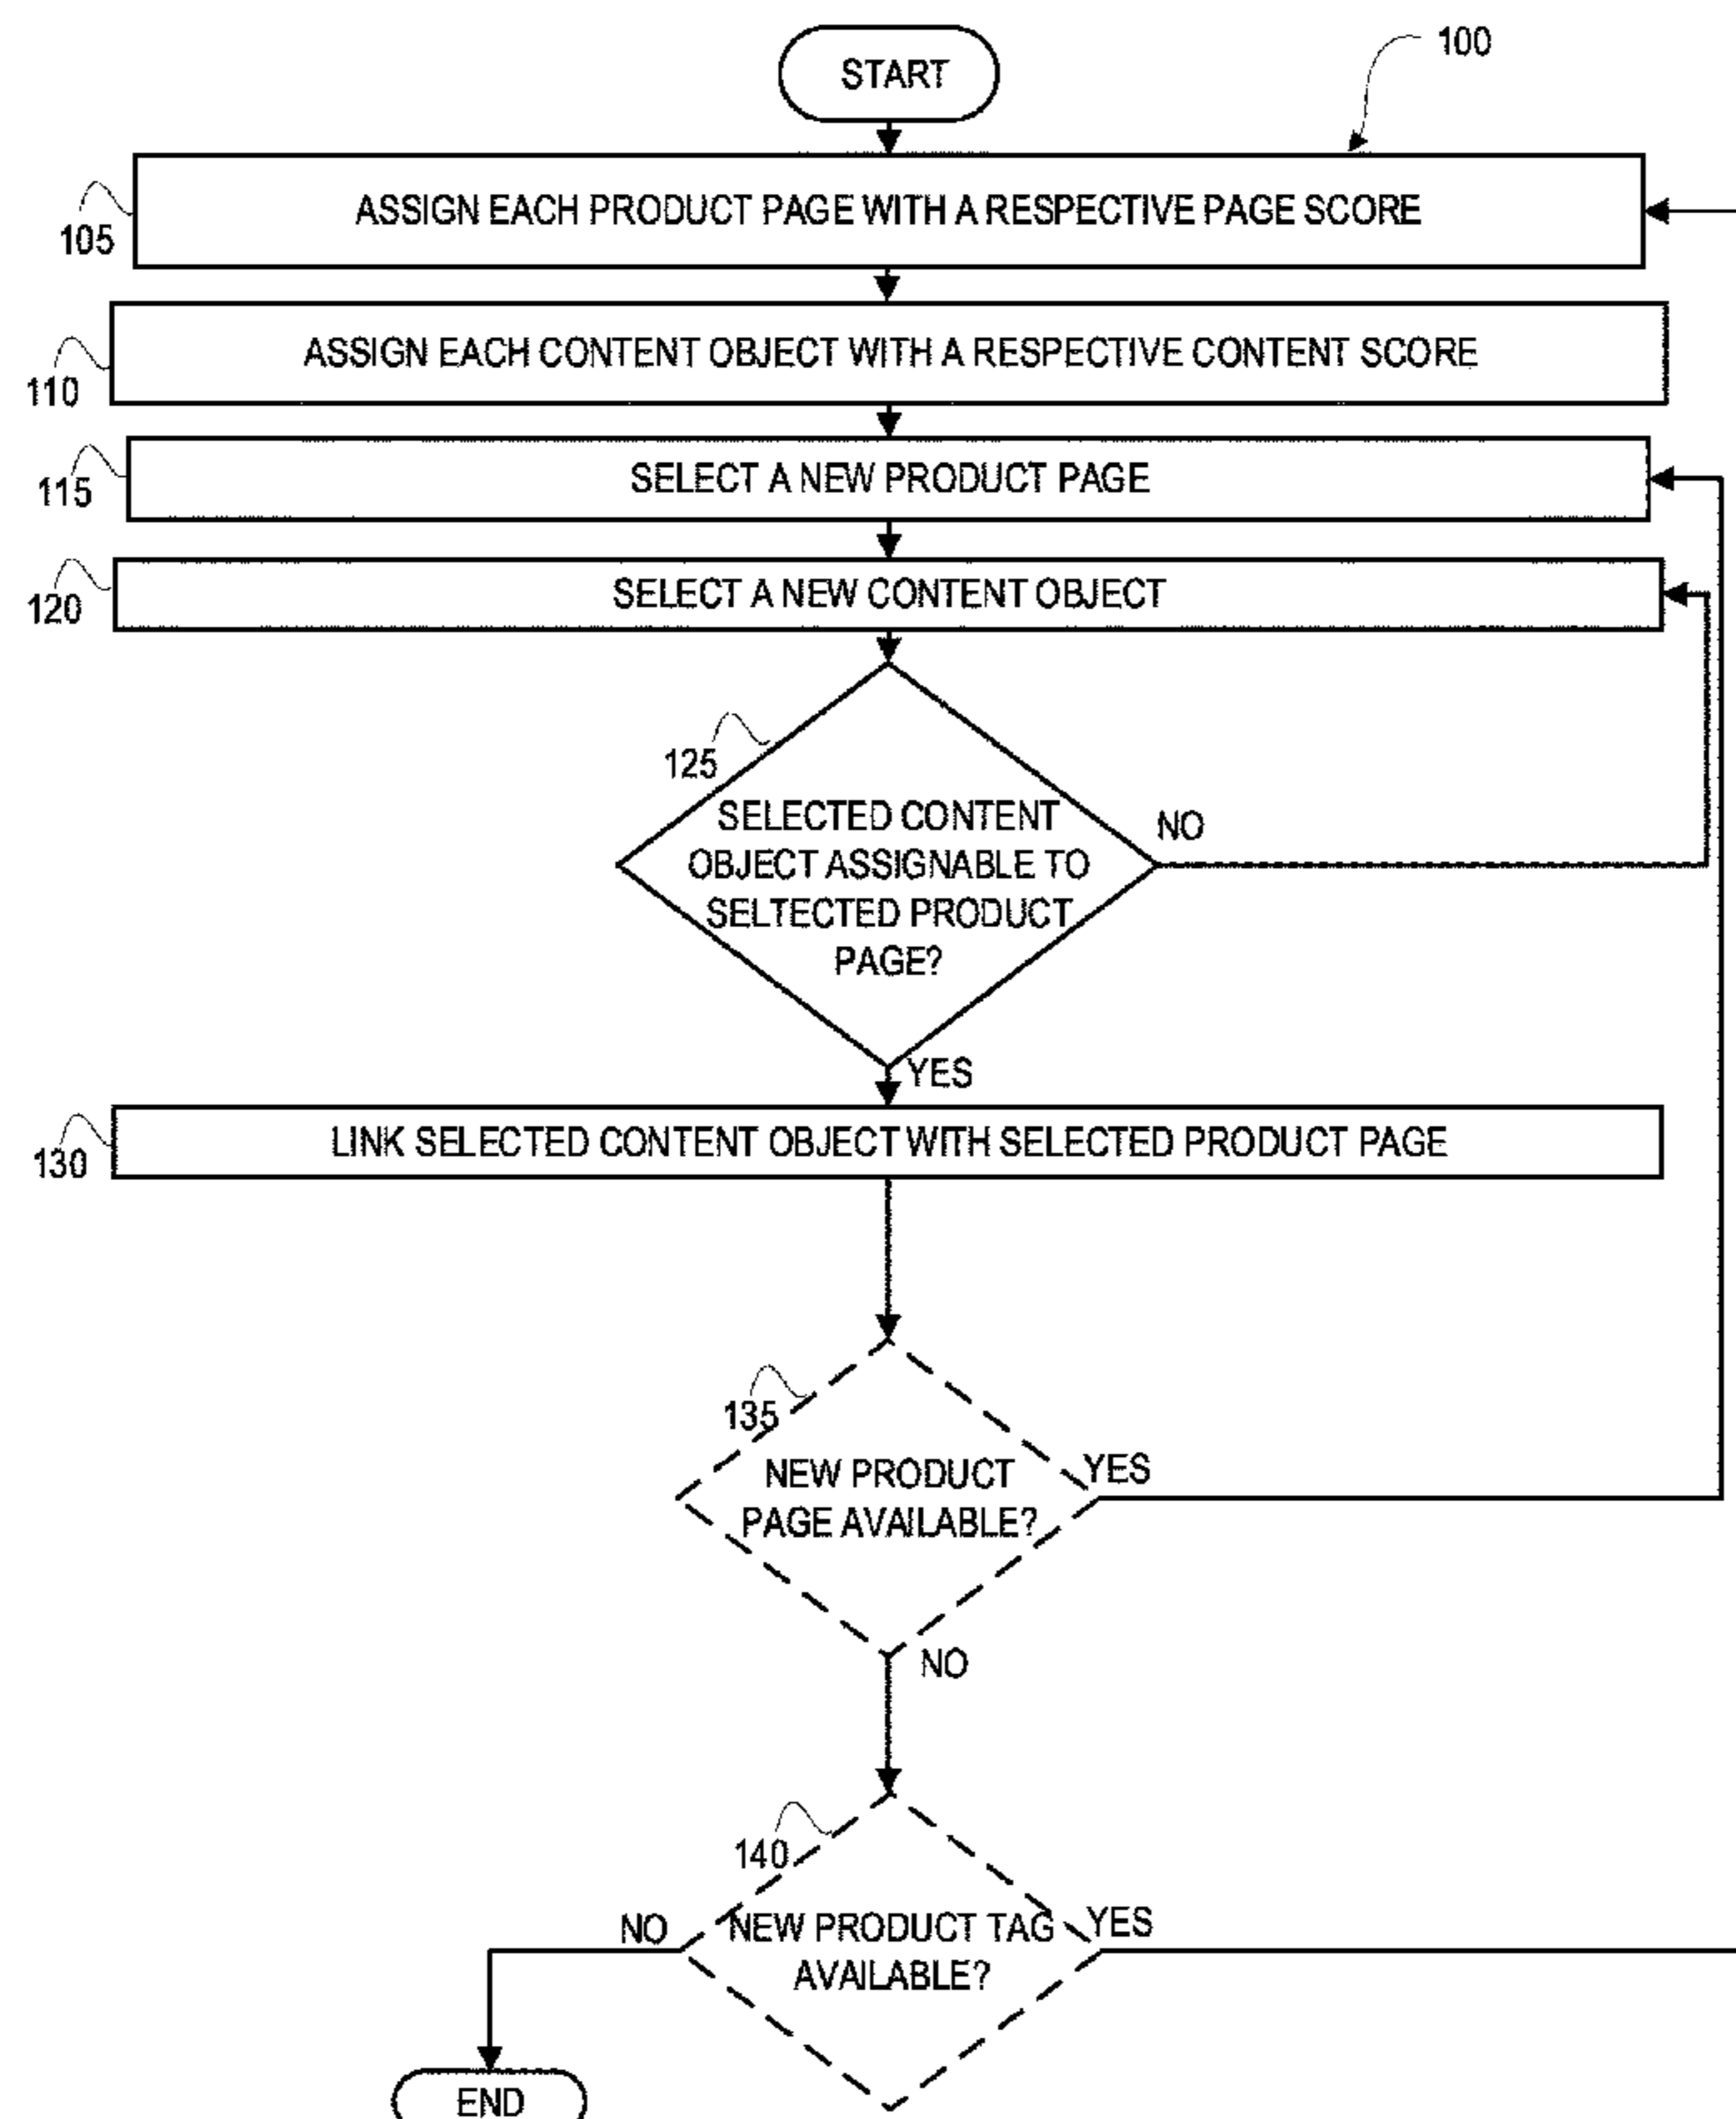 START
100
ASSIGN EACH PRODUCT PAGE WITH A RESPECTIVE PAGE SCORE
105
ASSIGN EACH CONTENT OBJECT WITH A RESPECTIVE CONTENT SCORE
110
SELECT A NEW PRODUCT PAGE
115
SELECT A NEW CONTENT OBJECT
120
125
SELECTED CONTENT
OBJECT ASSIGNABLE TO
SELTECTED PRODUCT
PAGE?
NO
YES
LINK SELECTED CONTENT OBJECT WITH SELECTED PRODUCT PAGE
130
135
NEW PRODUCT
PAGE AVAILABLE?
YES
NO
140
NO
NEW PRODUCT TAG
AVAILABLE?
YES
END